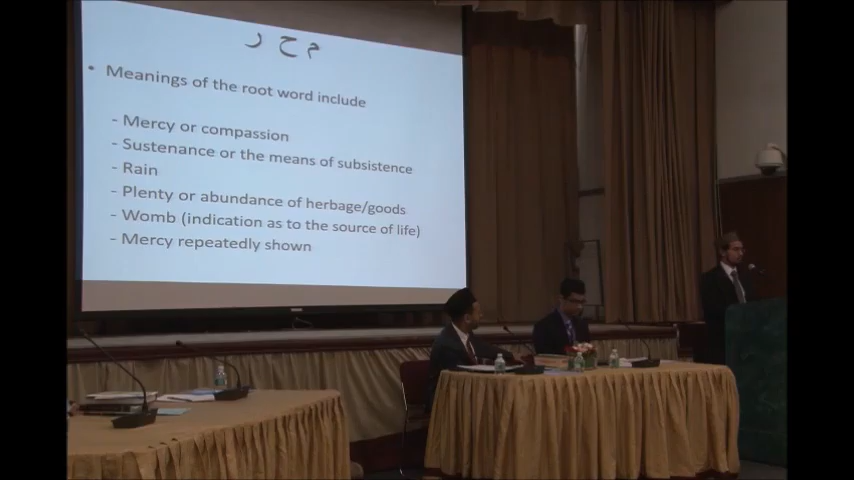 م ح ر
• Meanings of the root word include
- Mercy or compassion
- Sustenance or the means of subsistence
- Rain
- Plenty or abundance of herbage/goods
- Womb (indication as to the source of life)
- Mercy repeatedly shown